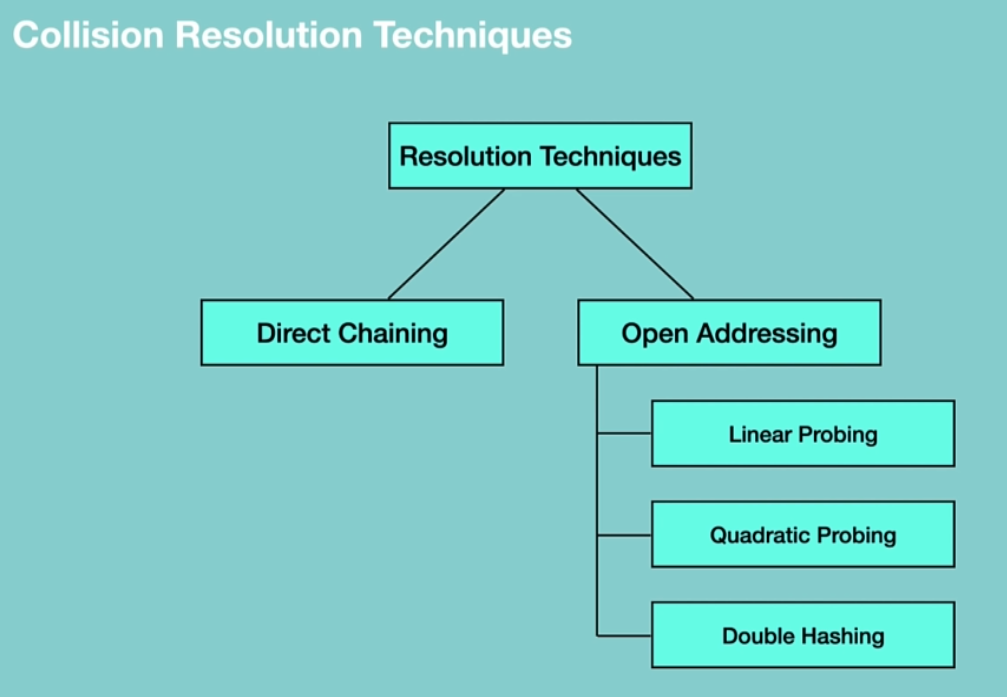 Collision Resolution Techniques
Resolution Techniques
Direct Chaining
Open Addressing
Linear Probing
Quadratic Probing
Double Hashing